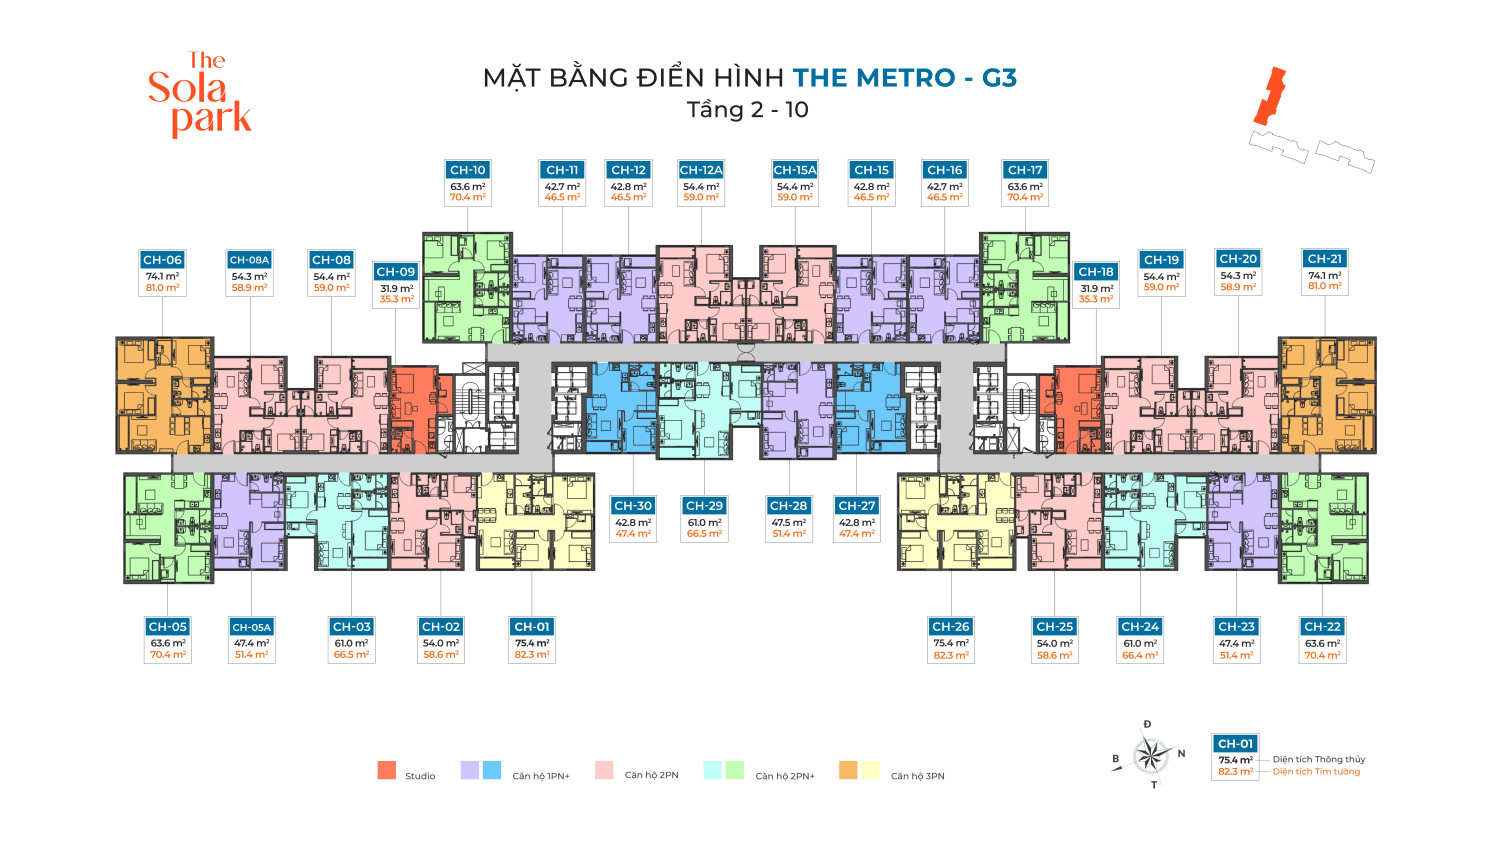 The
Sola
park
MẶT BẰNG ĐIỂN HÌNH THE METRO - G3
Tầng 2 - 10
CH-10
63.6 m²
70.4 m²
CH-11
42.7 m²
46.5 m²
CH-12
42.8 m²
46.5 m²
CH-12A
54.4 m²
59.0 m²
CH-15A
54.4 m²
59.0 m²
CH-15
42.8 m²
46.5 m²
CH-16
42.7 m²
46.5 m²
CH-17
63.6 m²
70.4 m²
CH-06
74.1 m²
81.0 m²
CH-08A
54.3 m²
58.9 m²
CH-08
54.4 m²
59.0 m²
CH-09
31.9 m²
35.3 m²
CH-18
31.9 m²
35.3 m²
CH-19
54.4 m²
59.0 m²
CH-20
54.3 m²
58.9 m²
CH-21
74.1 m²
81.0 m²
CH-30
42.8 m²
47.4 m²
CH-29
61.0 m²
66.5 m²
CH-28
47.5 m²
51.4 m²
CH-27
42.8 m²
47.4 m²
CH-05
63.6 m²
70.4 m²
CH-05A
47.4 m²
51.4 m²
CH-03
61.0 m²
66.5 m²
CH-02
54.0 m²
58.6 m²
CH-01
75.4 m²
82.3 m²
CH-26
75.4 m²
82.3 m²
CH-25
54.0 m²
58.6 m²
CH-24
61.0 m²
66.4 m²
CH-23
47.4 m²
51.4 m²
CH-22
63.6 m²
70.4 m²
Studio
Căn hộ 1PN+
Căn hộ 2PN
Căn hộ 2PN+
Căn hộ 3PN
Đ
N
B
T
CH-01
75.4 m² Diện tích Thông thủy
82.3 m² Diện tích Tim tường